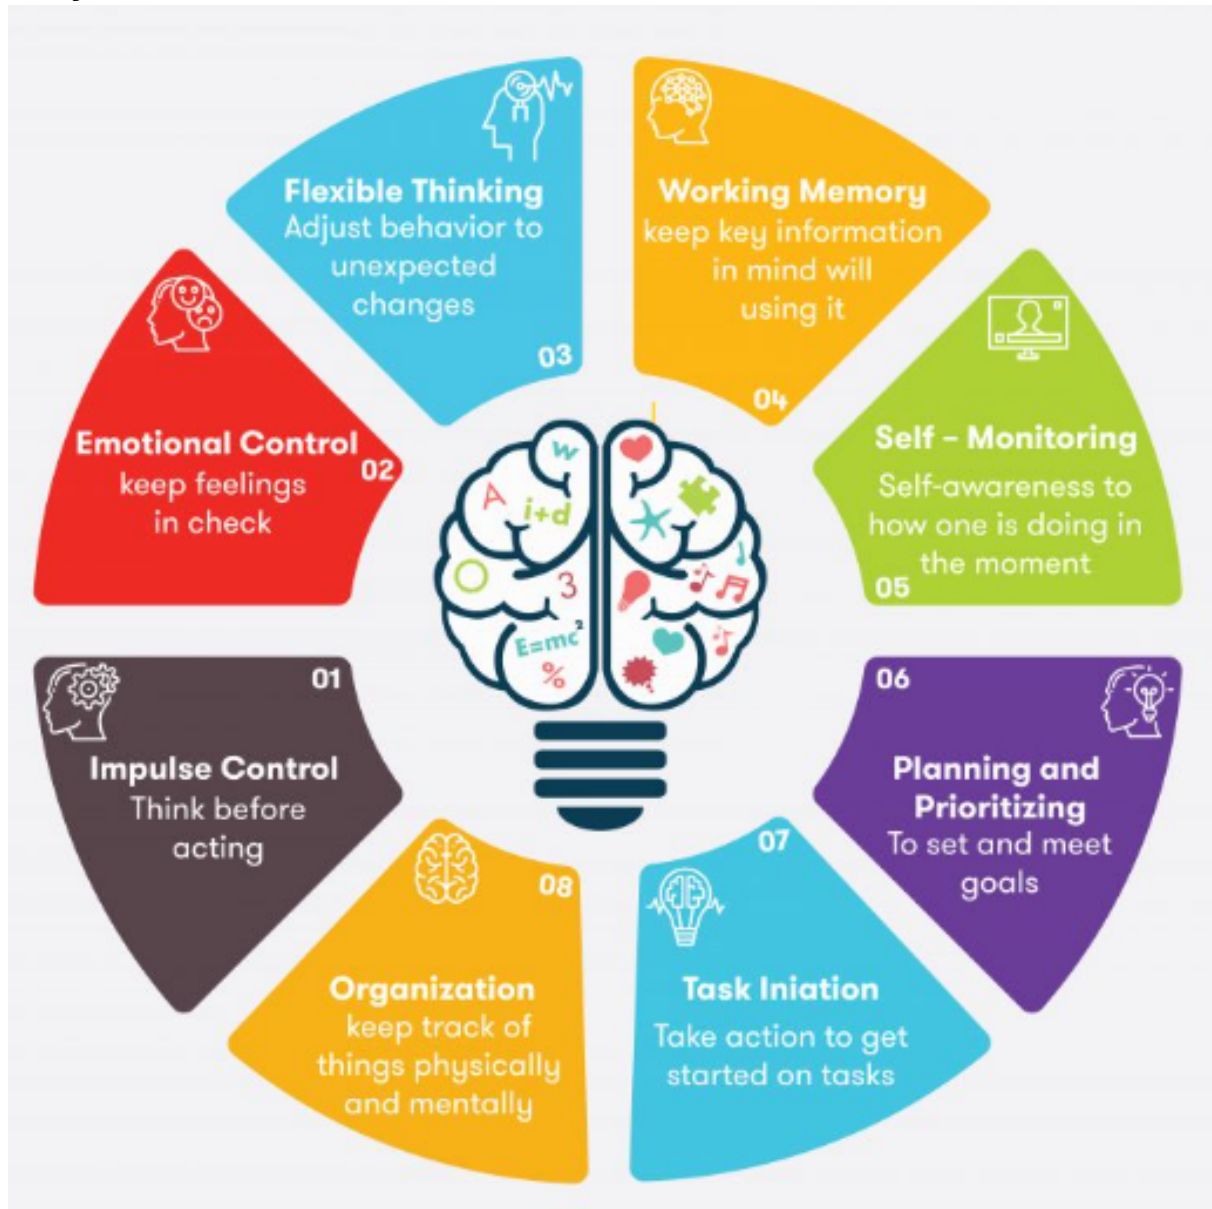 01
Impulse Control
Think before
acting
Emotional Control
02
keep feelings
in check
Flexible Thinking
Adjust behavior to
unexpected
changes
03
Working Memory
keep key information
in mind will
using it
04
Self – Monitoring
Self-awareness to
how one is doing in
the moment
05
06
Planning and
Prioritizing
To set and meet
goals
07
Task Iniation
Take action to get
started on tasks
08
Organization
keep track of
things physically
and mentally
w
A
i+d
3
E=mc²
%